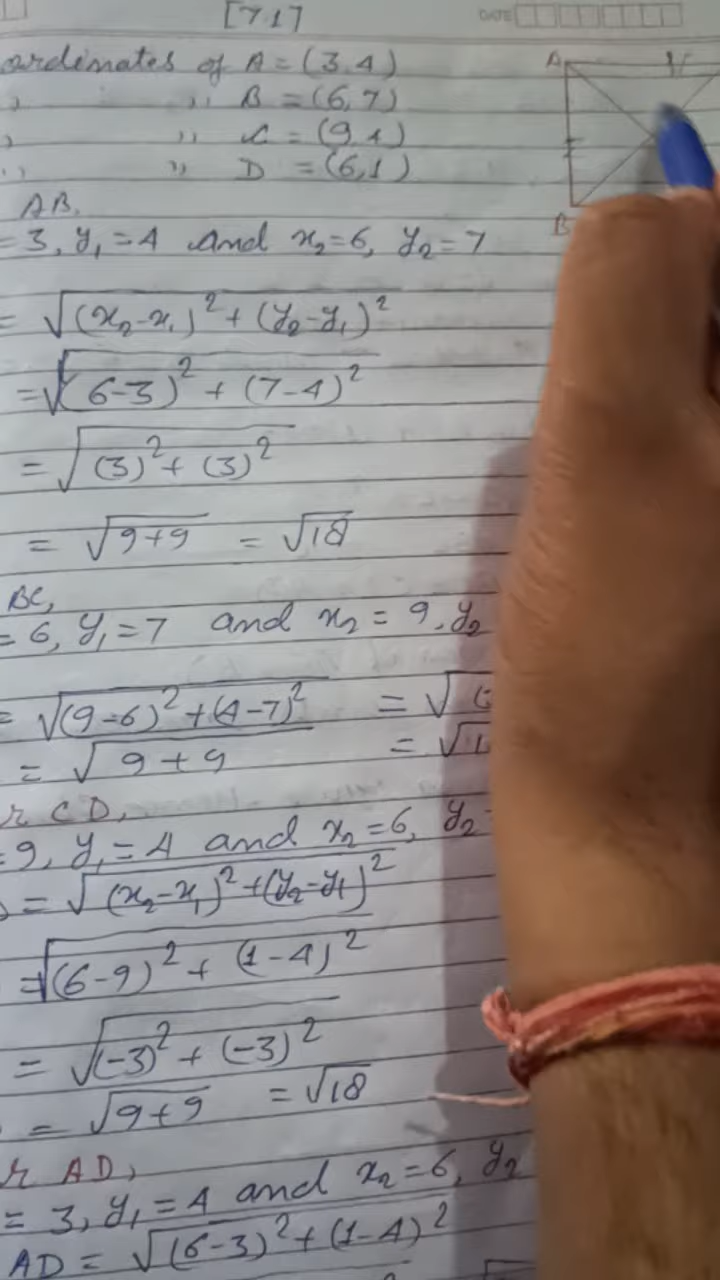 [7.1]
DATE
ordinates of A = (3,4)
,, B = (6,7)
,, C = (9,4)
,, D = (6,1)
A
B
AB,
= 3, y₁ = 4 and x₂ = 6, y₂ = 7
= √(x₂-x₁)² + (y₂-y₁)²
= √(6-3)² + (7-4)²
= √(3)² + (3)²
= √9+9 = √18
BC,
= 6, y₁ = 7 and x₂ = 9, y₂
= √(9-6)² + (4-7)² = √
= √9+9 = √1
r CD,
=9, y₁ = 4 and x₂ = 6, y₂
= √(x₂-x₁)² + (y₂-y₁)²
= √(6-9)² + (1-4)²
= √(-3)² + (-3)²
= √9+9 = √18
r AD,
= 3, y₁ = 4 and x₂ = 6, y₂
AD = √(6-3)² + (1-4)²